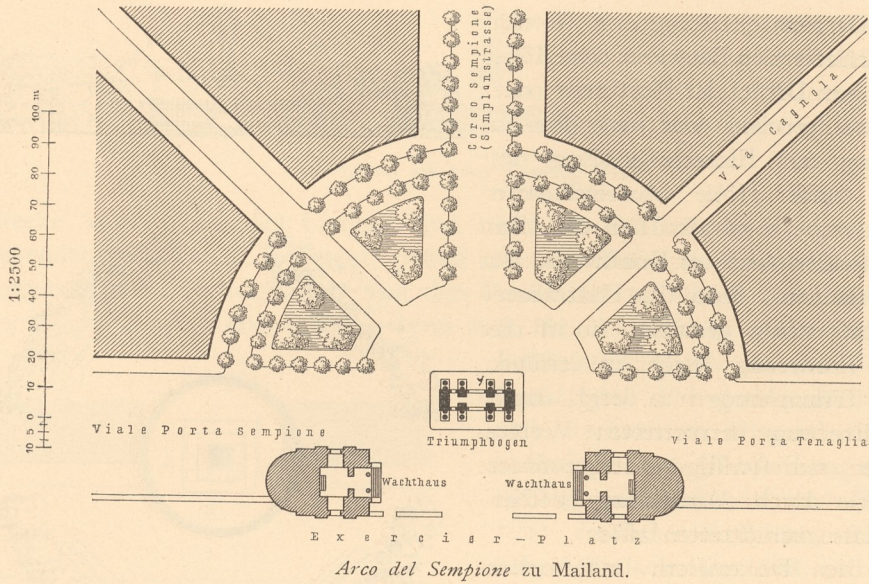 Corso Sempione
(Simplonstrasse)
Via Cagnola
1:2500
100 m
90
80
70
60
50
40
30
20
10
0
5
10
Viale Porta Sempione
Triumphbogen
Viale Porta Tenaglia
Wachthaus
Wachthaus
Exercier-Platz
Arco del Sempione zu Mailand.